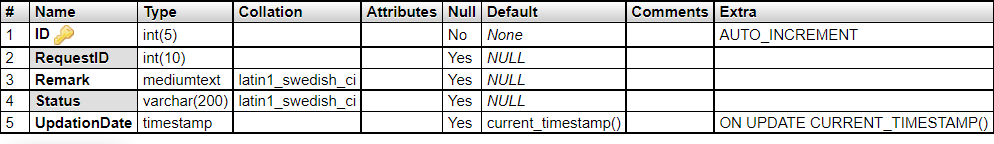 # Name Type Collation Attributes Null Default Comments Extra
1 ID int(5) No None AUTO_INCREMENT
2 RequestID int(10) Yes NULL
3 Remark mediumtext latin1_swedish_ci Yes NULL
4 Status varchar(200) latin1_swedish_ci Yes NULL
5 UpdationDate timestamp Yes current_timestamp() ON UPDATE CURRENT_TIMESTAMP()